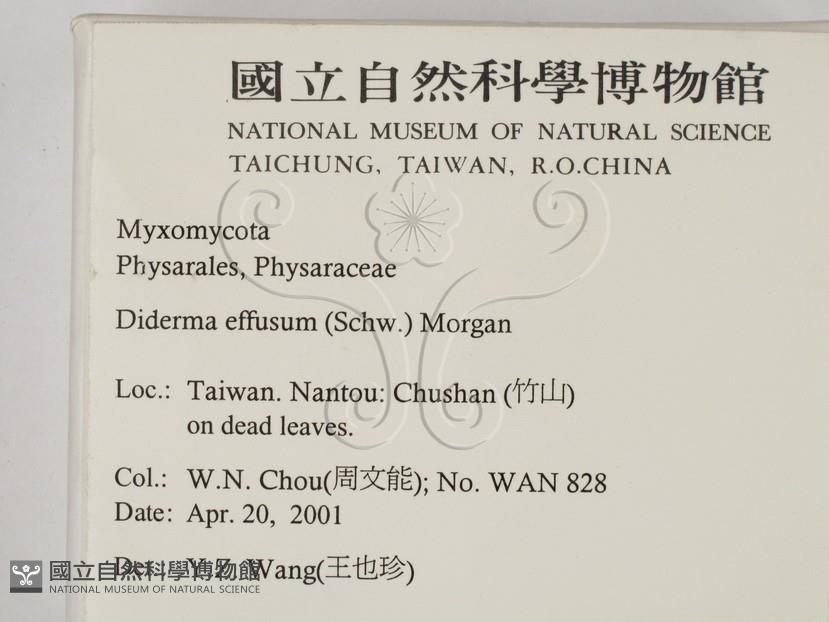 國立自然科學博物館
NATIONAL MUSEUM OF NATURAL SCIENCE
TAICHUNG, TAIWAN, R.O.CHINA
Myxomycota
Physarales, Physaraceae
Diderma effusum (Schw.) Morgan
Loc.: Taiwan. Nantou: Chushan (竹山)
on dead leaves.
Col.: W.N. Chou(周文能); No. WAN 828
Date: Apr. 20, 2001
Det.: Y. Z. Wang(王也珍)
國立自然科學博物館
NATIONAL MUSEUM OF NATURAL SCIENCE